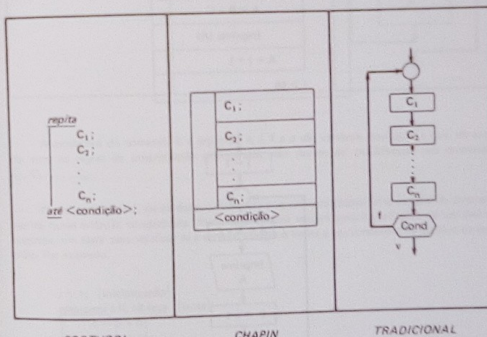 repita
C₁;
C₂;
.
.
.
Cₙ;
até <condição>;
C₁;
C₂;
.
.
.
Cₙ;
<condição>
C₁
C₂
Cₙ
f
Cond
v
CHAPIN
TRADICIONAL